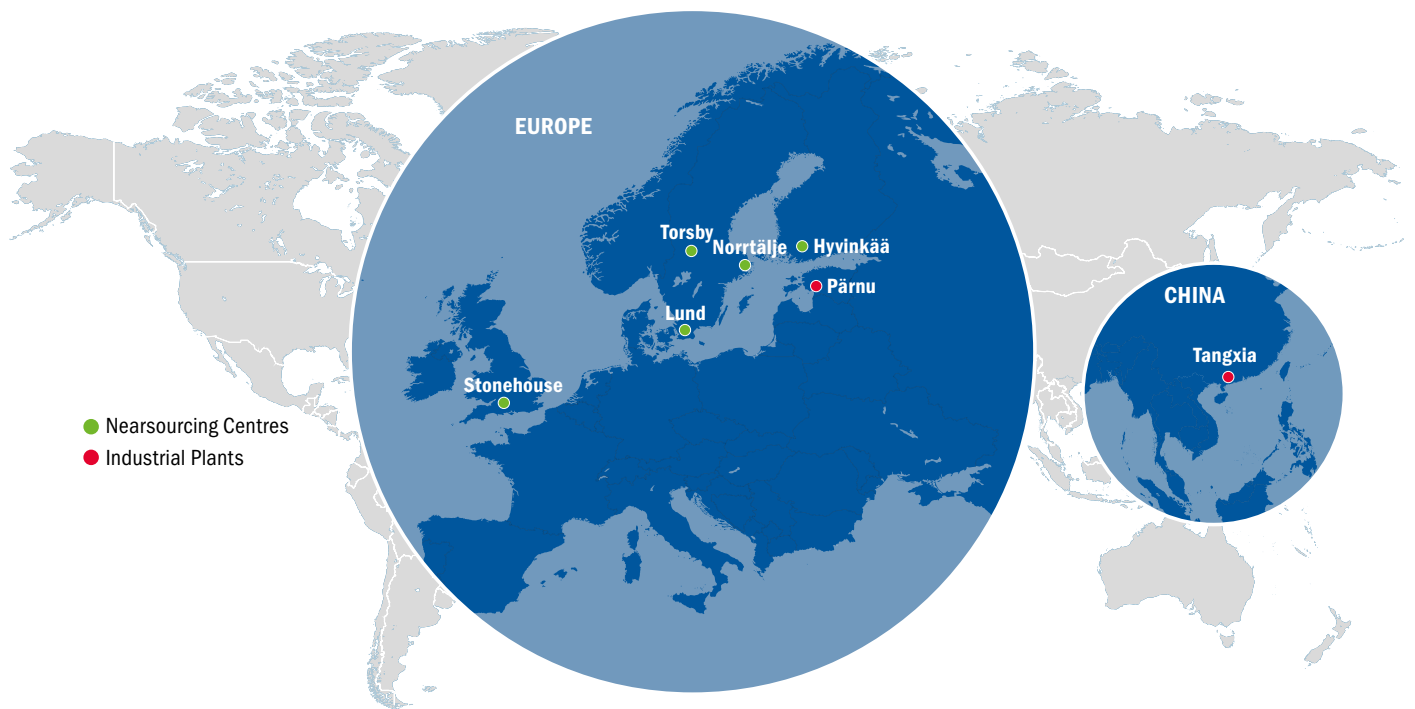 EUROPE
Torsby
Norrtälje
Hyvinkää
Pärnu
Lund
Stonehouse
CHINA
Tangxia
Nearsourcing Centres
Industrial Plants